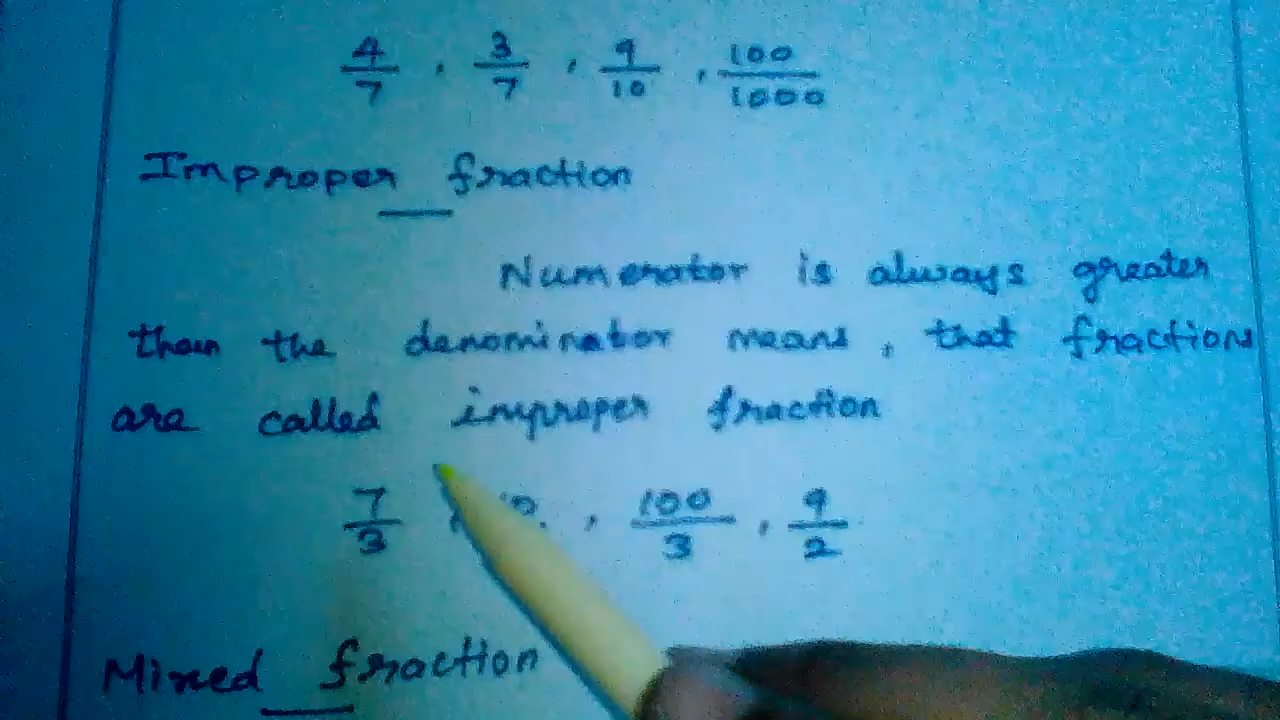 4/7 , 3/7 , 9/10 , 100/1000
Improper fraction
Numerator is always greater
than the denominator means, that fractions
are called improper fraction
7/3 , , 100/3 , 9/2
Mixed fraction